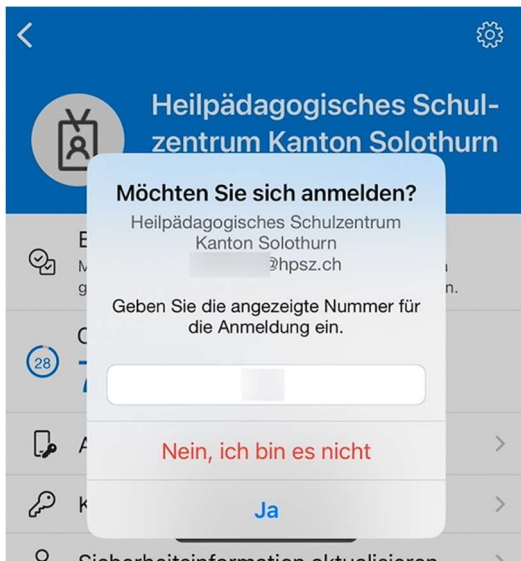 Heilpädagogisches Schul-
zentrum Kanton Solothurn
Möchten Sie sich anmelden?
Heilpädagogisches Schulzentrum
Kanton Solothurn
@hpsz.ch
Geben Sie die angezeigte Nummer für
die Anmeldung ein.
28
Nein, ich bin es nicht
Ja